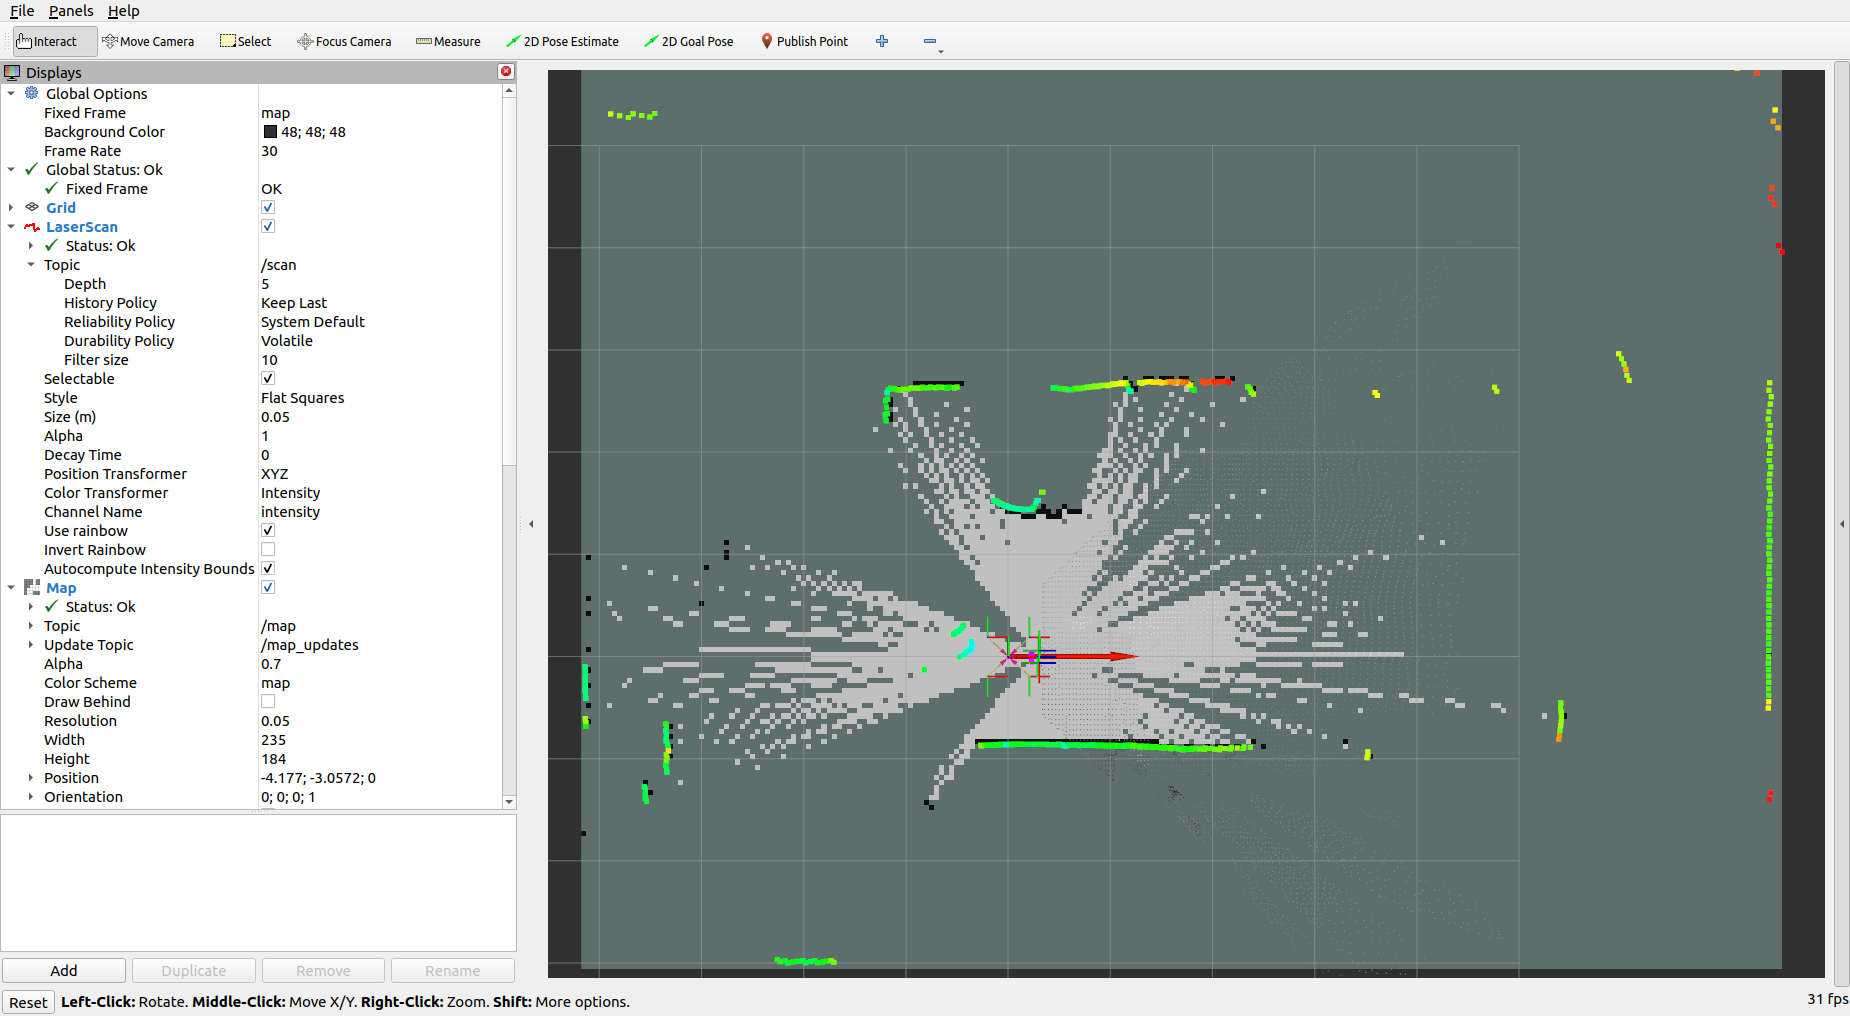 File Panels Help
Interact Move Camera Select Focus Camera Measure 2D Pose Estimate 2D Goal Pose Publish Point
Displays
Global Options
Fixed Frame map
Background Color 48; 48; 48
Frame Rate 30
Global Status: Ok
Fixed Frame OK
Grid
LaserScan
Status: Ok
Topic /scan
Depth 5
History Policy Keep Last
Reliability Policy System Default
Durability Policy Volatile
Filter size 10
Selectable
Style Flat Squares
Size (m) 0.05
Alpha 1
Decay Time 0
Position Transformer XYZ
Color Transformer Intensity
Channel Name intensity
Use rainbow
Invert Rainbow
Autocompute Intensity Bounds
Map
Status: Ok
Topic /map
Update Topic /map_updates
Alpha 0.7
Color Scheme map
Draw Behind
Resolution 0.05
Width 235
Height 184
Position -4.177; -3.0572; 0
Orientation 0; 0; 0; 1
Add Duplicate Remove Rename
Reset Left-Click: Rotate. Middle-Click: Move X/Y. Right-Click: Zoom. Shift: More options. 31 fps